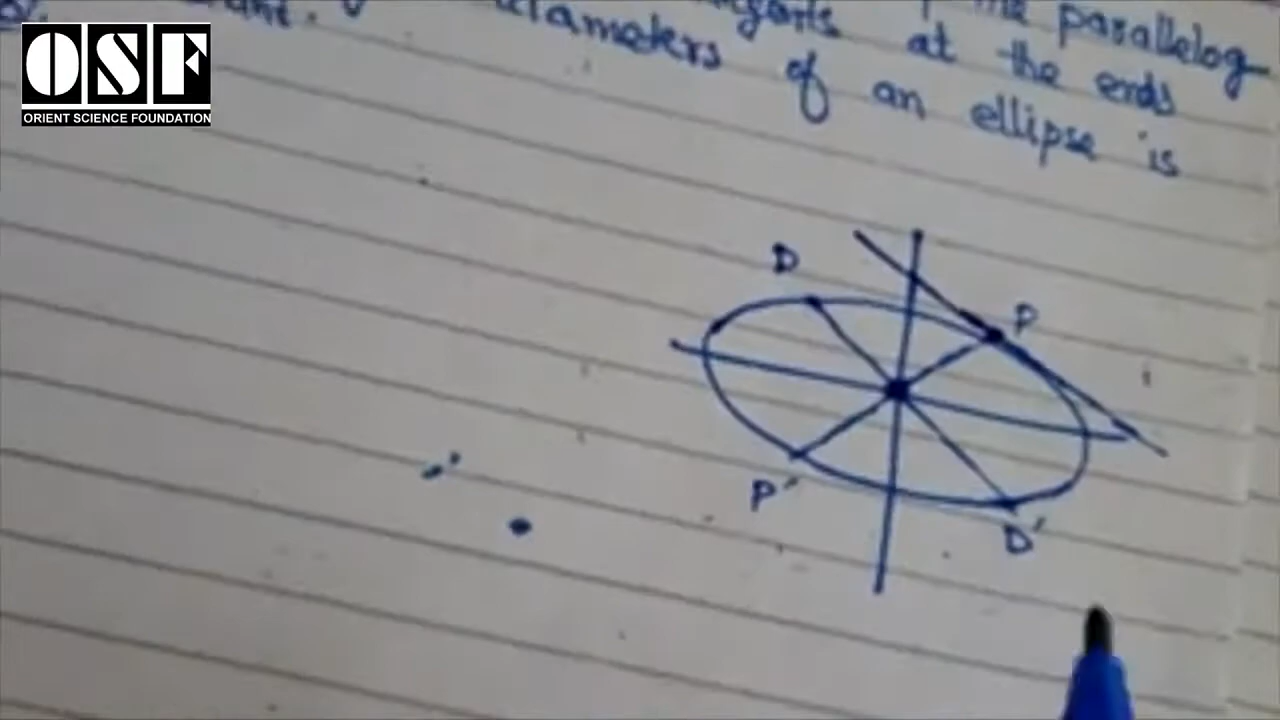 OSF
ORIENT SCIENCE FOUNDATION
the parallelog
at the ends
diameters of an ellipse is
D
P
P′
D′